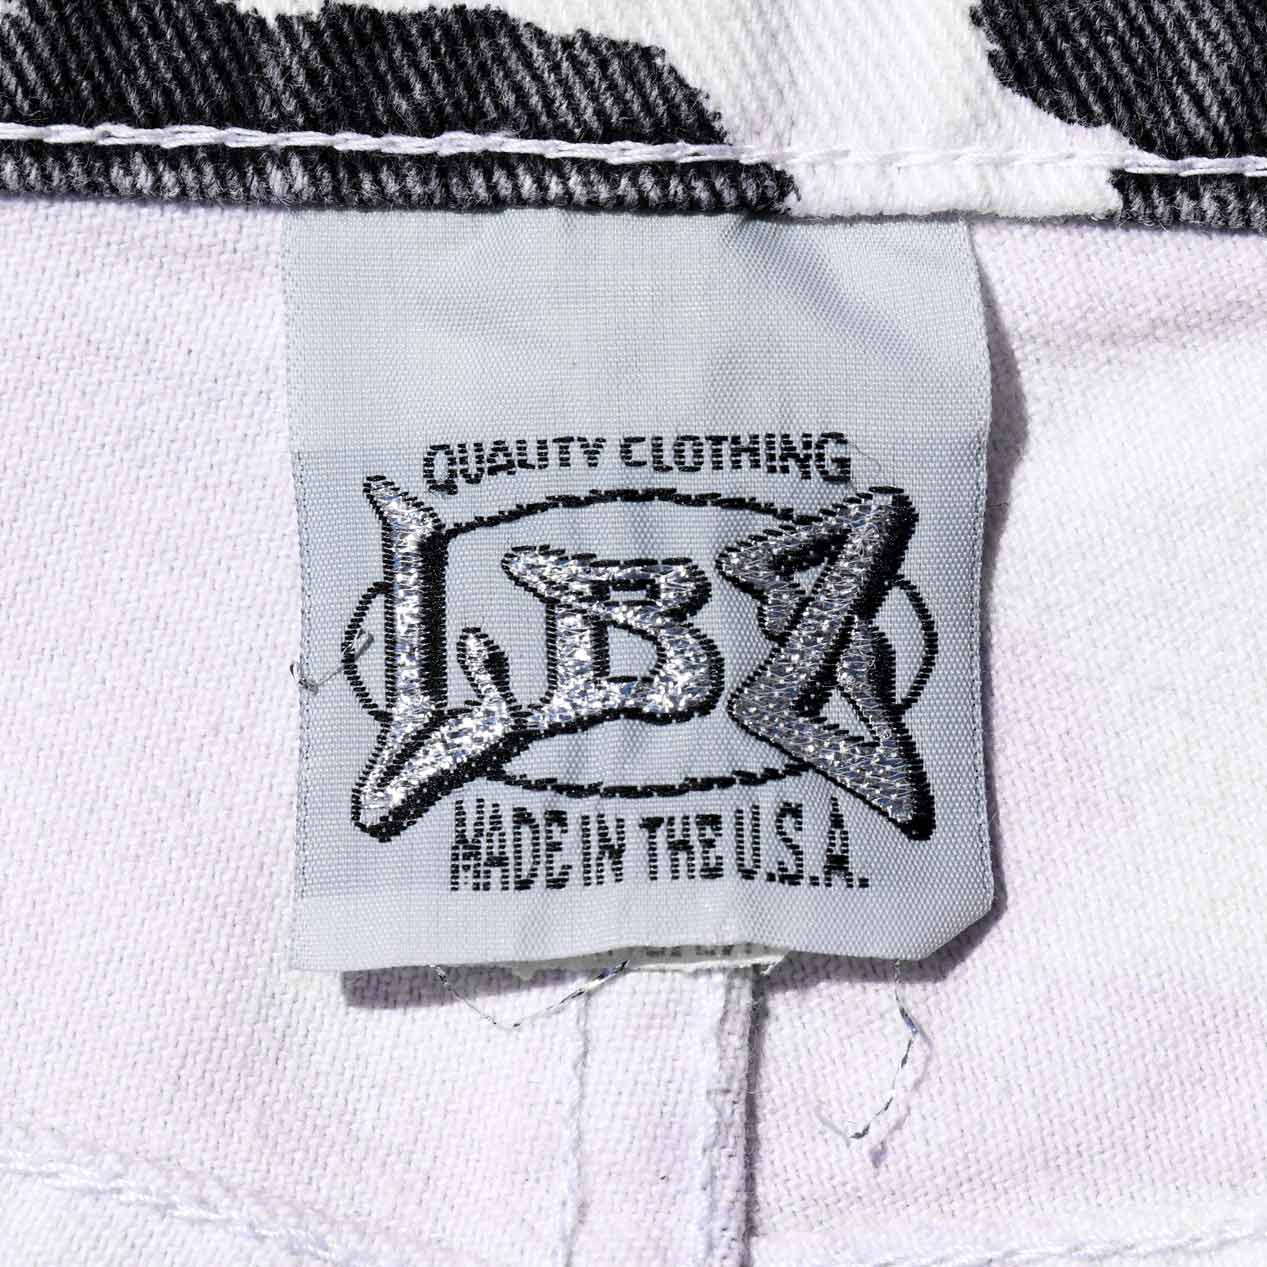 QUALITY CLOTHING
LBZ
MADE IN THE U.S.A.